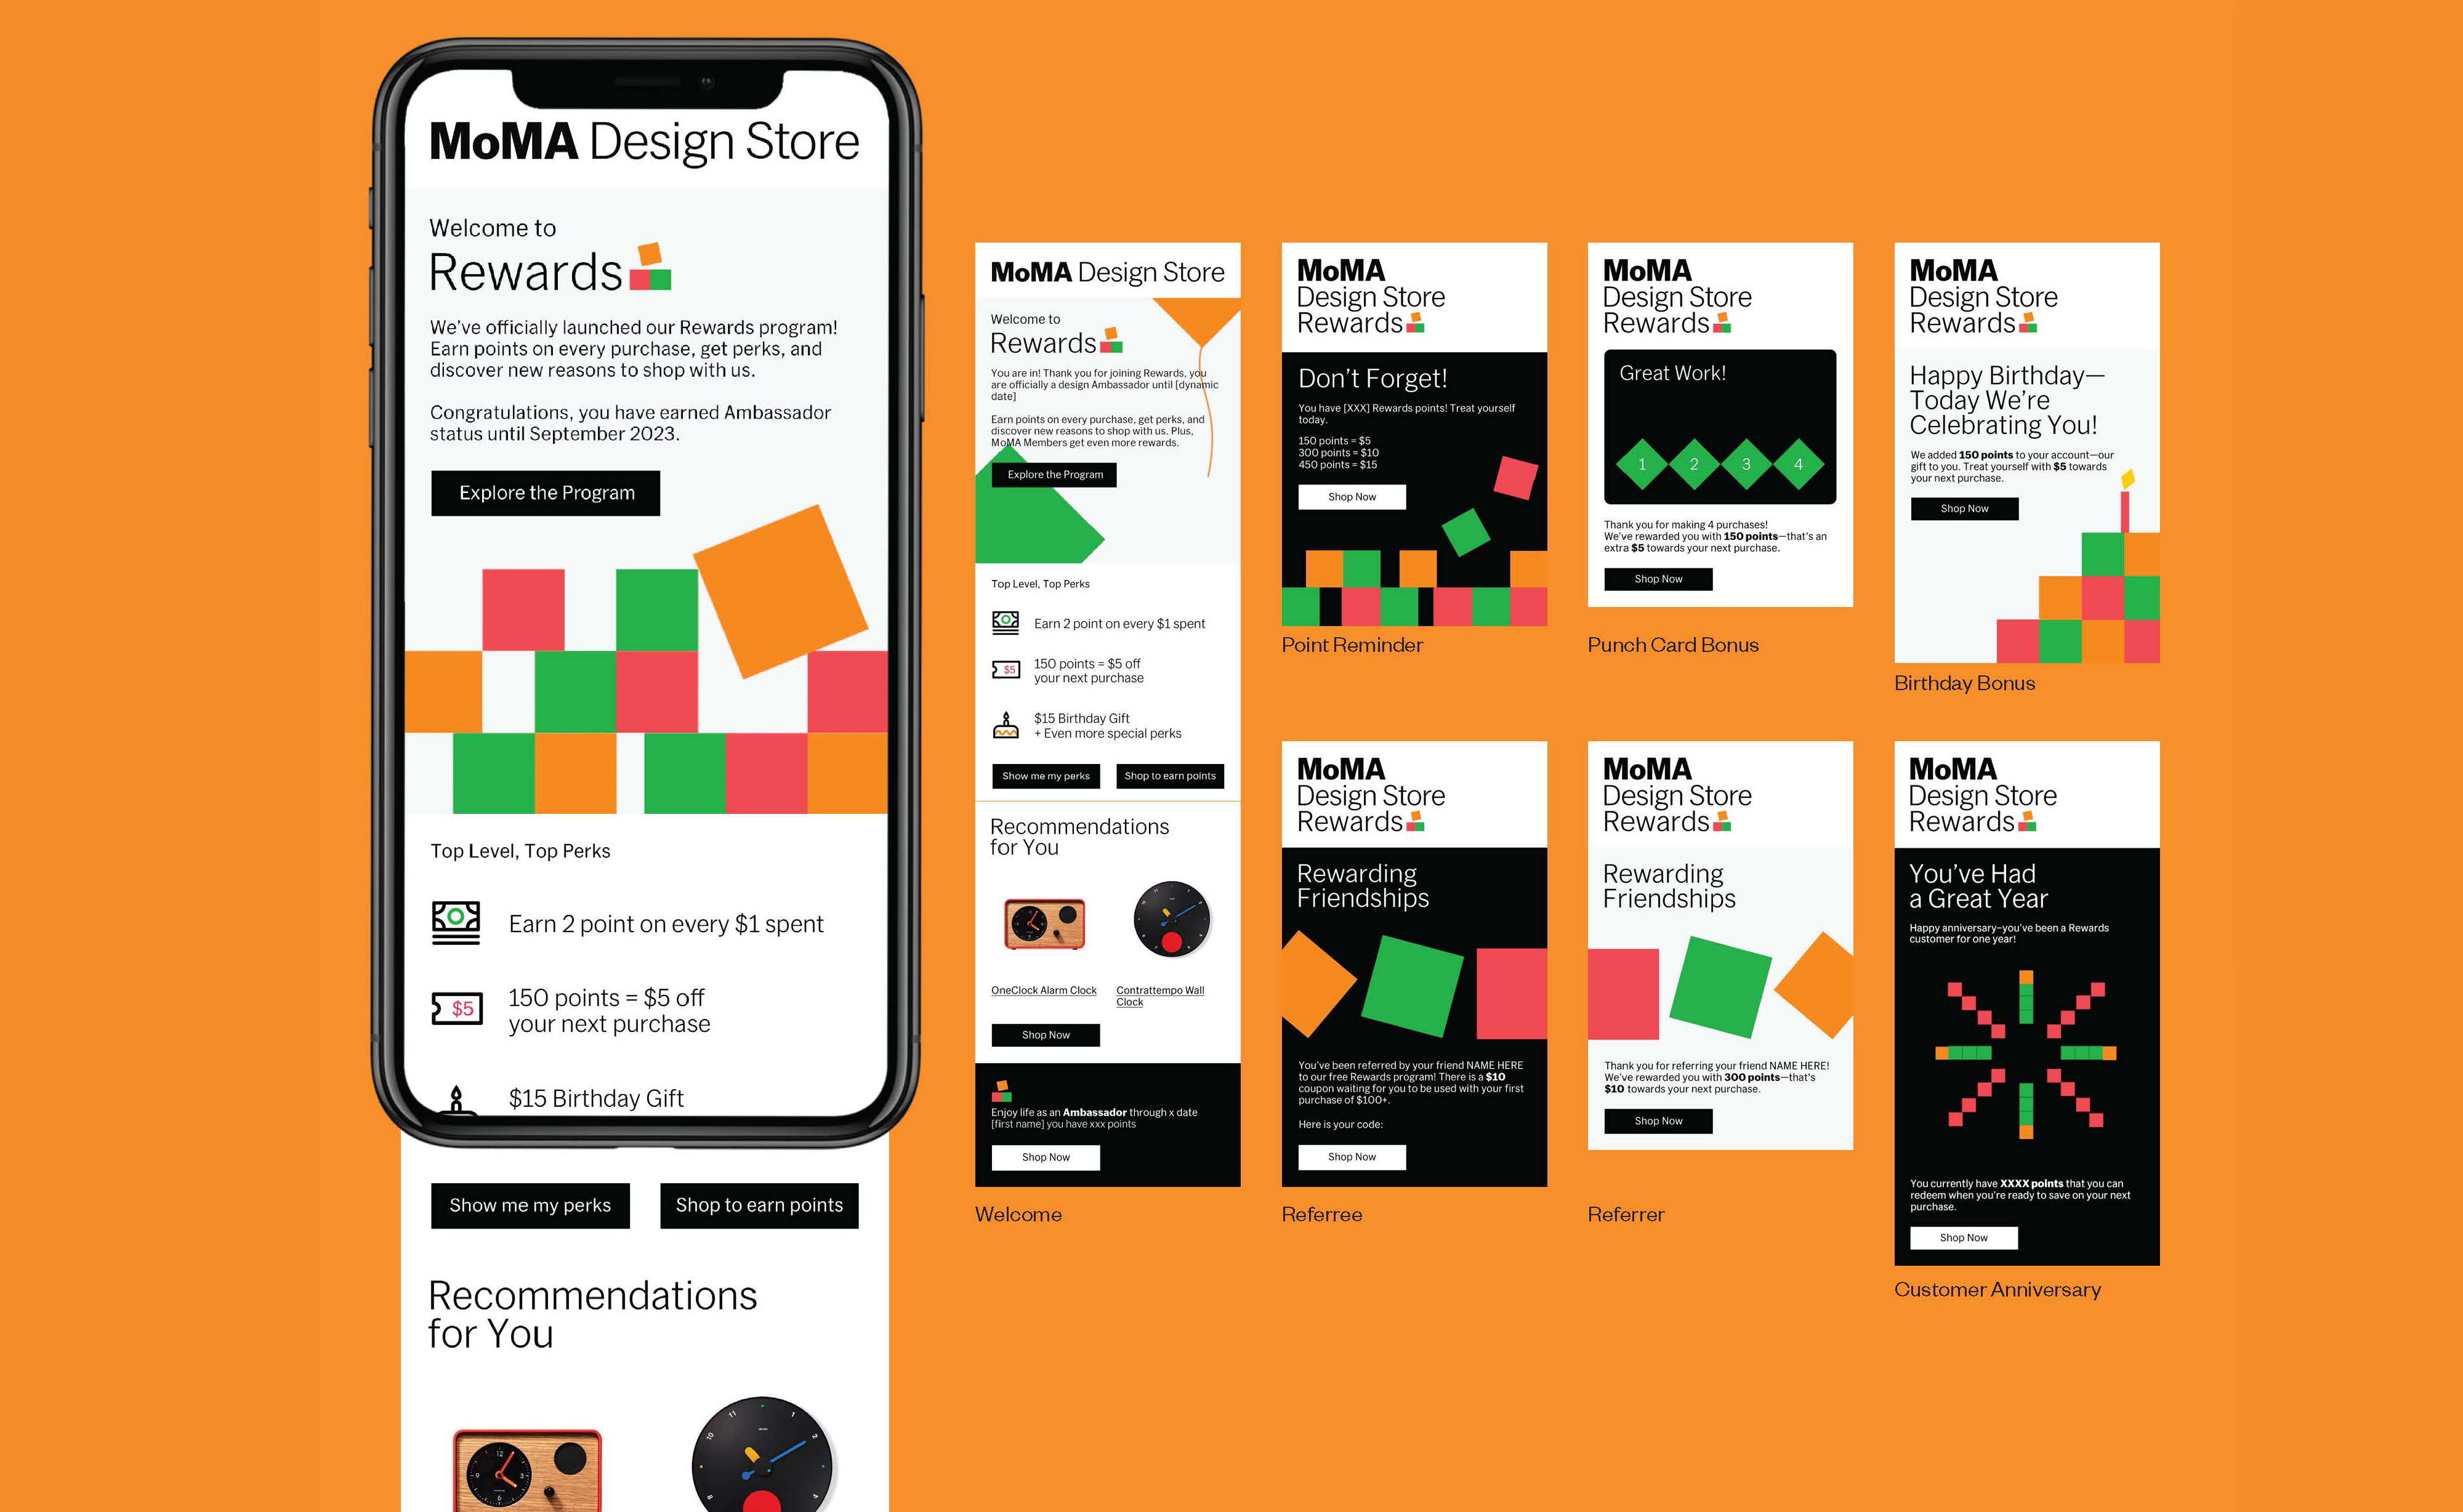 MoMA Design Store
Welcome to
Rewards
We've officially launched our Rewards program!
Earn points on every purchase, get perks, and
discover new reasons to shop with us.
Congratulations, you have earned Ambassador
status until September 2023.
Explore the Program
Top Level, Top Perks
Earn 2 point on every $1 spent
$5
150 points = $5 off
your next purchase
$15 Birthday Gift
Show me my perks
Shop to earn points
Recommendations
for You
MoMA Design Store
Welcome to
Rewards
You are in! Thank you for joining Rewards, you
are officially a design Ambassador until [dynamic
date]
Earn points on every purchase, get perks, and
discover new reasons to shop with us. Plus,
MoMA Members get even more rewards.
Explore the Program
Top Level, Top Perks
Earn 2 point on every $1 spent
$5
150 points = $5 off
your next purchase
$15 Birthday Gift
+ Even more special perks
Show me my perks
Shop to earn points
Recommendations
for You
OneClock Alarm Clock
Contrattempo Wall
Clock
Shop Now
Enjoy life as an Ambassador through x date
[first name] you have xxx points
Shop Now
Welcome
MoMA
Design Store
Rewards
Don't Forget!
You have [XXX] Rewards points! Treat yourself
today.
150 points = $5
300 points = $10
450 points = $15
Shop Now
Point Reminder
MoMA
Design Store
Rewards
Great Work!
1 2 3 4
Thank you for making 4 purchases!
We've rewarded you with 150 points—that's an
extra $5 towards your next purchase.
Shop Now
Punch Card Bonus
MoMA
Design Store
Rewards
Happy Birthday—
Today We're
Celebrating You!
We added 150 points to your account—our
gift to you. Treat yourself with $5 towards
your next purchase.
Shop Now
Birthday Bonus
MoMA
Design Store
Rewards
Rewarding
Friendships
You've been referred by your friend NAME HERE
to our free Rewards program! There is a $10
coupon waiting for you to be used with your first
purchase of $100+.
Here is your code:
Shop Now
Referree
MoMA
Design Store
Rewards
Rewarding
Friendships
Thank you for referring your friend NAME HERE!
We've rewarded you with 300 points—that's
$10 towards your next purchase.
Shop Now
Referrer
MoMA
Design Store
Rewards
You've Had
a Great Year
Happy anniversary–you've been a Rewards
customer for one year!
You currently have XXXX points that you can
redeem when you're ready to save on your next
purchase.
Shop Now
Customer Anniversary